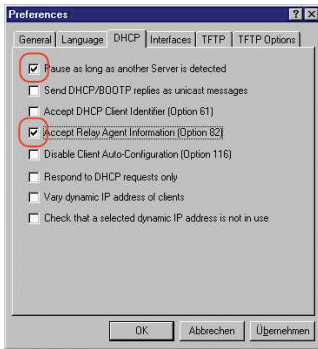 Preferences
General Language DHCP Interfaces TFTP TFTP Options
Pause as long as another Server is detected
Send DHCP/BOOTP replies as unicast messages
Accept DHCP Client Identifier (Option 61)
Accept Relay Agent Information (Option 82)
Disable Client Auto-Configuration (Option 116)
Respond to DHCP requests only
Vary dynamic IP address of clients
Check that a selected dynamic IP address is not in use
OK Abbrechen Übernehmen